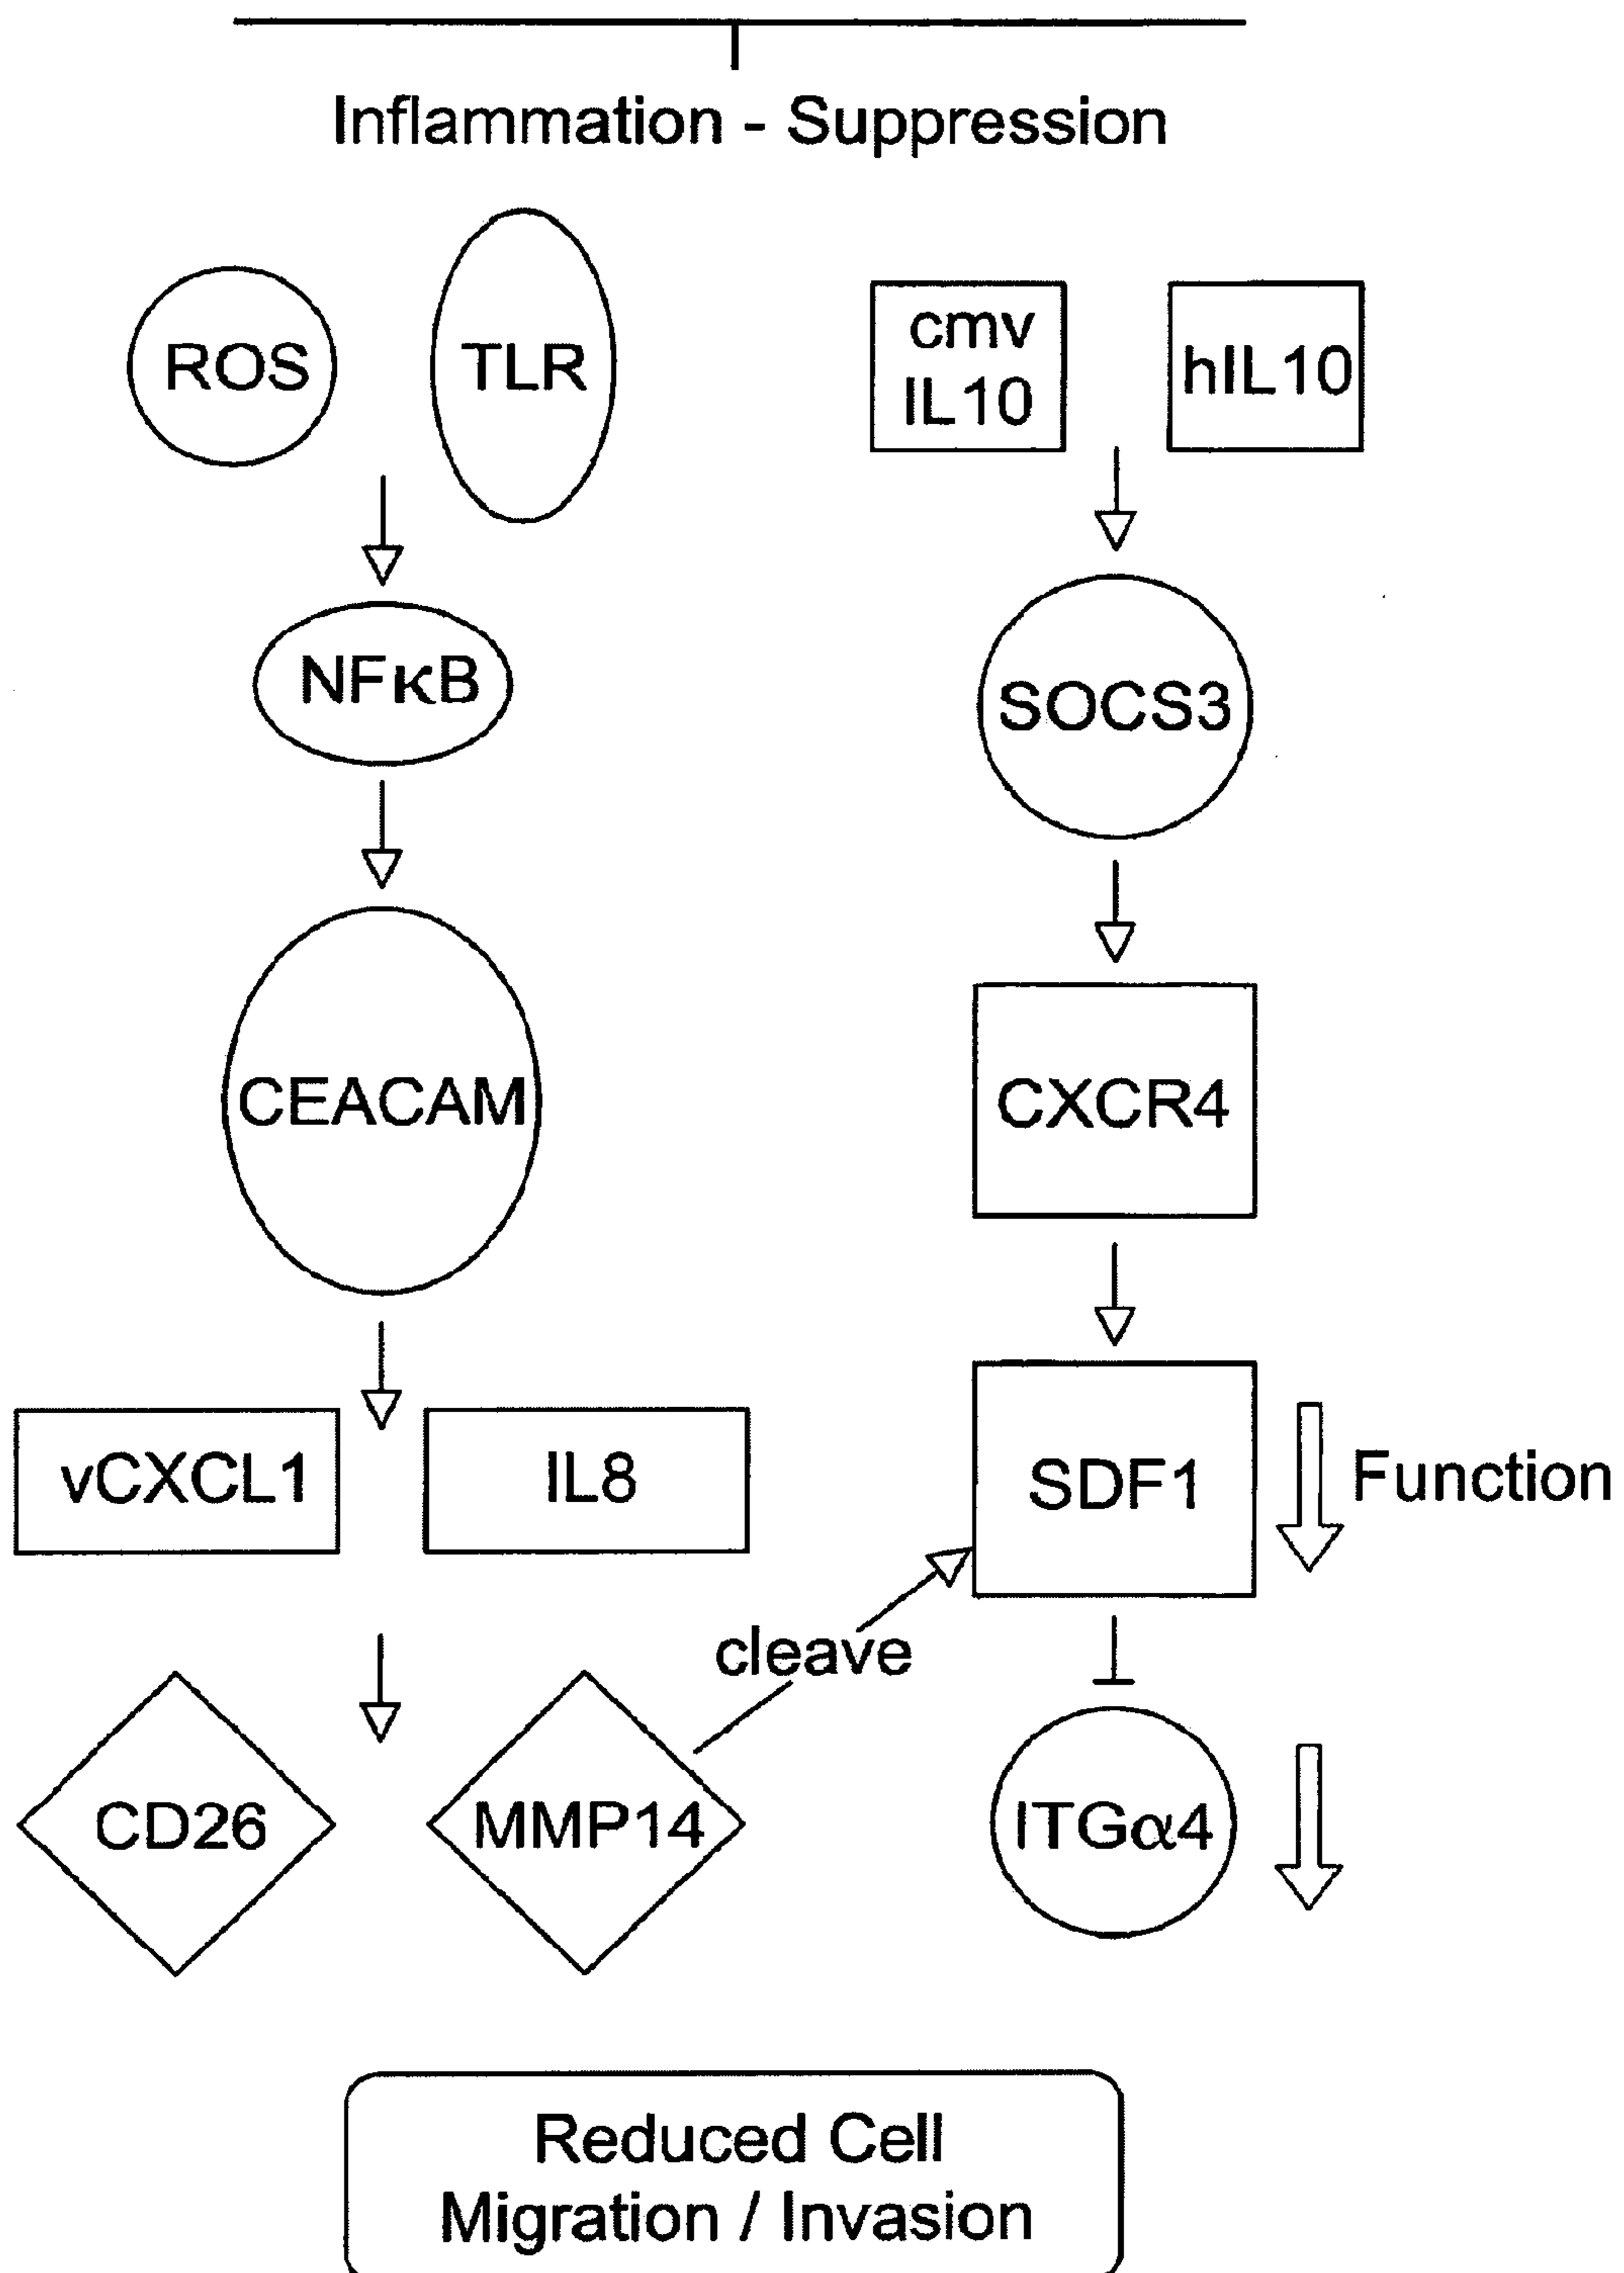 Inflammation - Suppression
ROS
TLR
cmv
IL10
hIL10
NFκB
SOCS3
CEACAM
CXCR4
vCXCL1
IL8
SDF1
Function
cleave
CD26
MMP14
ITGα4
Reduced Cell
Migration / Invasion